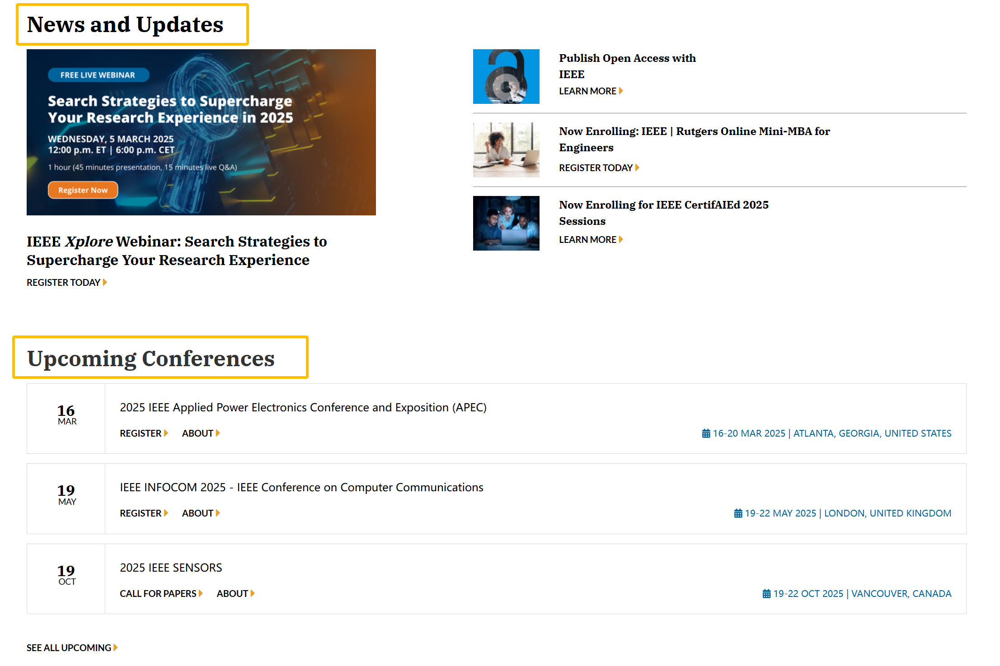 News and Updates
FREE LIVE WEBINAR
Search Strategies to Supercharge
Your Research Experience in 2025
WEDNESDAY, 5 MARCH 2025
12:00 p.m. ET | 6:00 p.m. CET
1 hour (45 minutes presentation, 15 minutes live Q&A)
Register Now
IEEE Xplore Webinar: Search Strategies to
Supercharge Your Research Experience
REGISTER TODAY
Publish Open Access with
IEEE
LEARN MORE
Now Enrolling: IEEE | Rutgers Online Mini-MBA for
Engineers
REGISTER TODAY
Now Enrolling for IEEE CertifAIEd 2025
Sessions
LEARN MORE
Upcoming Conferences
16
MAR
2025 IEEE Applied Power Electronics Conference and Exposition (APEC)
REGISTER ABOUT
16-20 MAR 2025 | ATLANTA, GEORGIA, UNITED STATES
19
MAY
IEEE INFOCOM 2025 - IEEE Conference on Computer Communications
REGISTER ABOUT
19-22 MAY 2025 | LONDON, UNITED KINGDOM
19
OCT
2025 IEEE SENSORS
CALL FOR PAPERS ABOUT
19-22 OCT 2025 | VANCOUVER, CANADA
SEE ALL UPCOMING